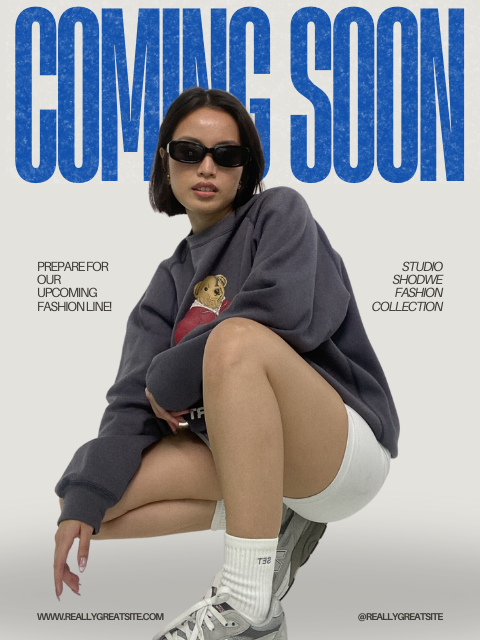 COMING SOON
PREPARE FOR
OUR
UPCOMING
FASHION LINE!
STUDIO
SHODWE
FASHION
COLLECTION
WWW.REALLYGREATSITE.COM
@REALLYGREATSITE